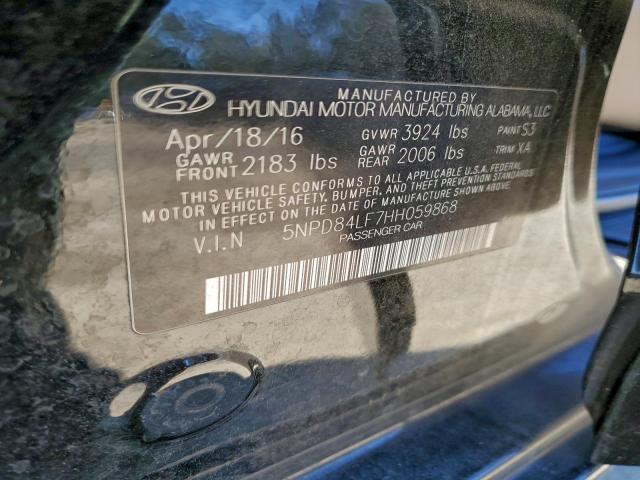 MANUFACTURED BY
HYUNDAI MOTOR MANUFACTURING ALABAMA, LLC
Apr/18/16 GVWR 3924 lbs PAINT S3
GAWR FRONT 2183 lbs GAWR REAR 2006 lbs TRIM XA
THIS VEHICLE CONFORMS TO ALL APPLICABLE U.S.A. FEDERAL
MOTOR VEHICLE SAFETY, BUMPER, AND THEFT PREVENTION STANDARDS
IN EFFECT ON THE DATE OF MANUFACTURE SHOWN ABOVE.
V.I.N 5NPD84LF7HH059868
PASSENGER CAR